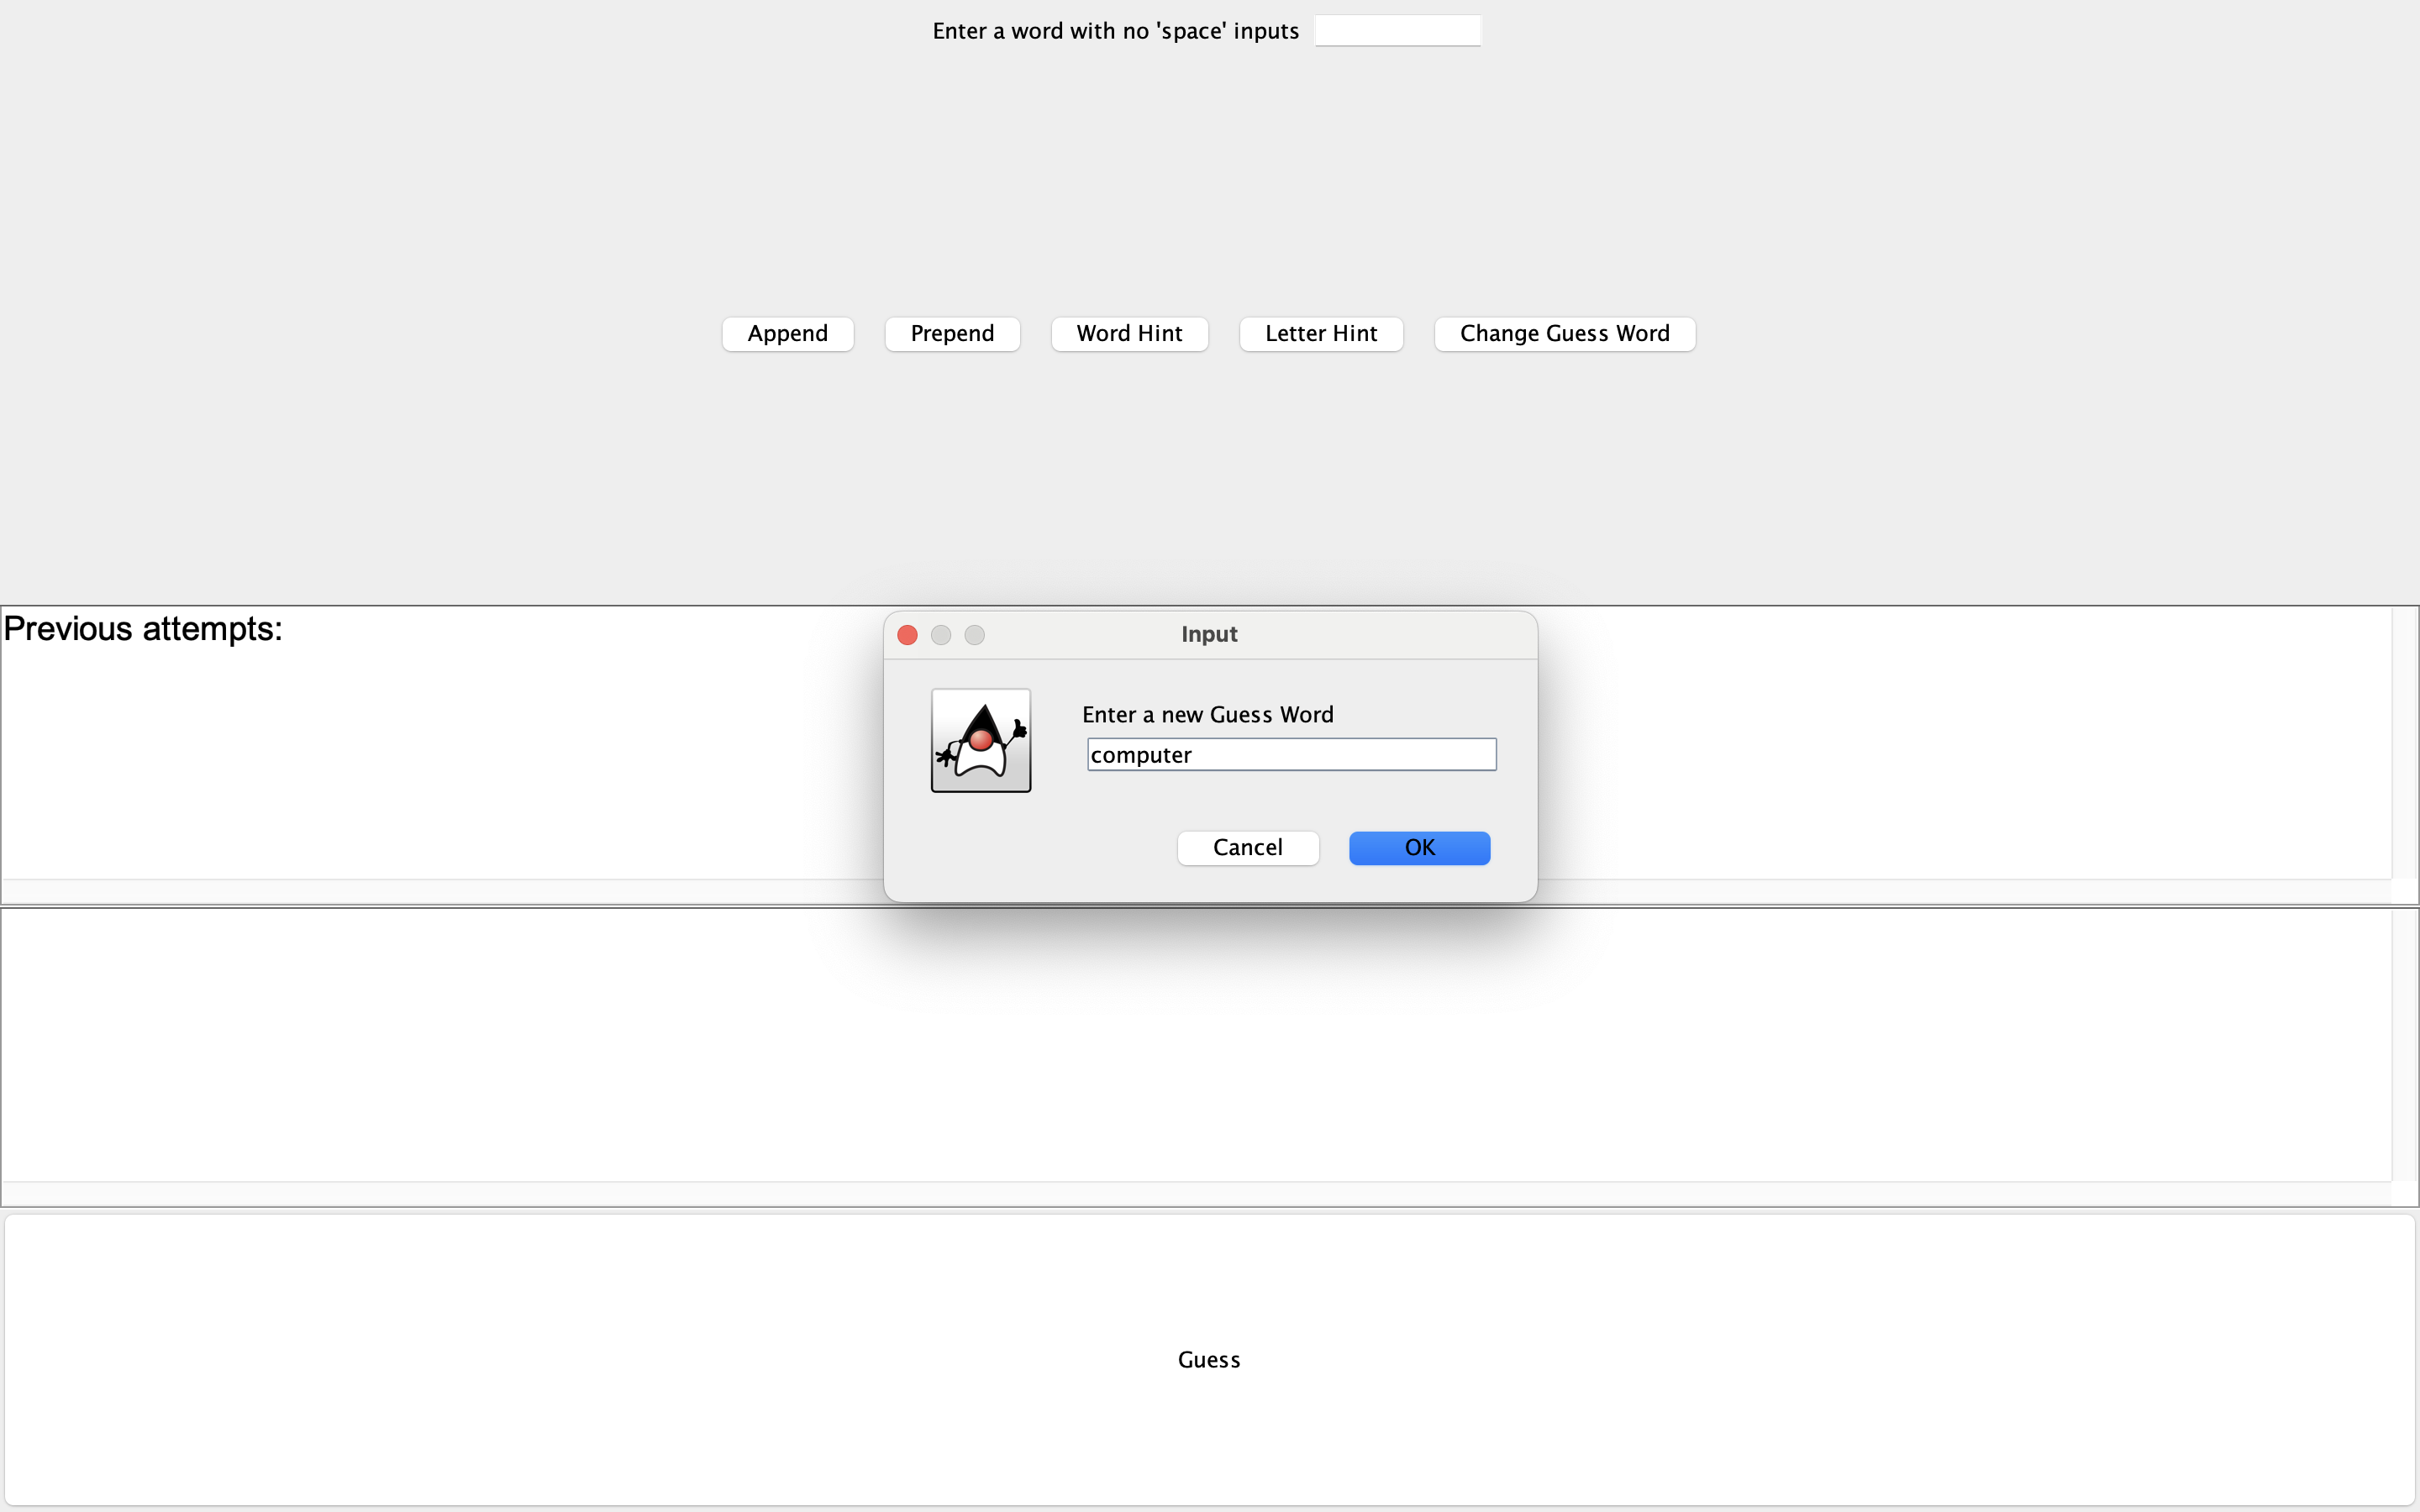 Enter a word with no 'space' inputs
Append Prepend Word Hint Letter Hint Change Guess Word
Previous attempts:
Input
Enter a new Guess Word
computer
Cancel OK
Guess